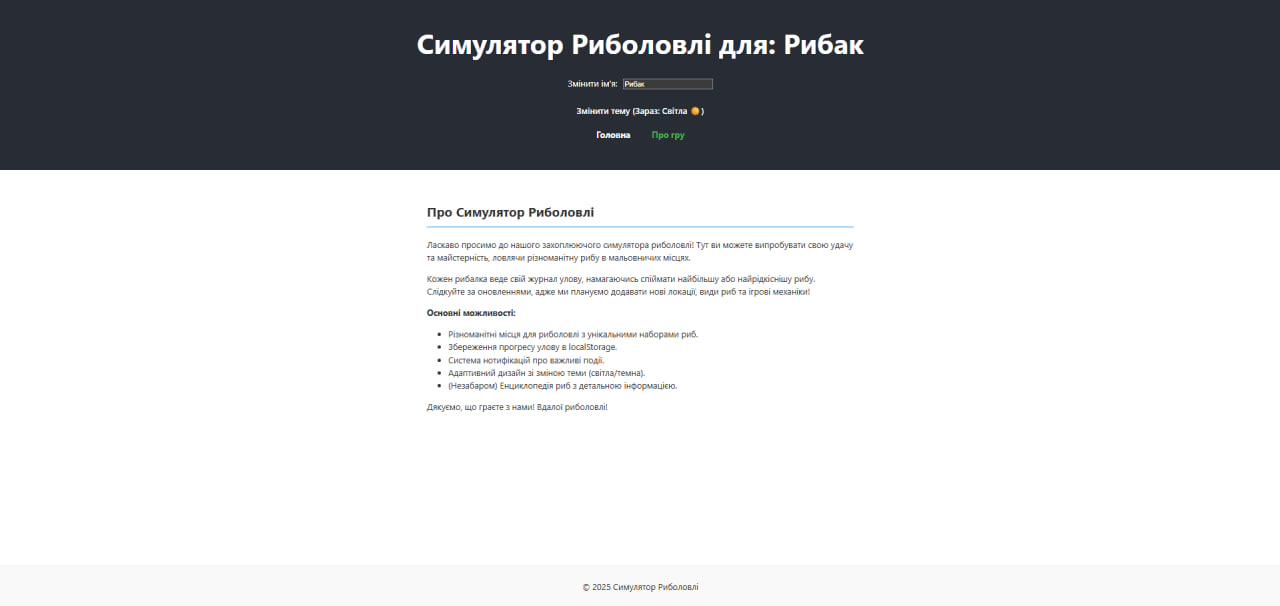 Симулятор Риболовлі для: Рибак
Змінити ім'я: Рибак
Змінити тему (Зараз: Світла 🌞)
Головна Про гру
Про Симулятор Риболовлі
Ласкаво просимо до нашого захоплюючого симулятора риболовлі! Тут ви можете випробувати свою удачу
та майстерність, ловлячи різноманітну рибу в мальовничих місцях.
Кожен рибалка веде свій журнал улову, намагаючись спіймати найбільшу або найрідкіснішу рибу.
Слідкуйте за оновленнями, адже ми плануємо додавати нові локації, види риб та ігрові механіки!
Основні можливості:
• Різноманітні місця для риболовлі з унікальними наборами риб.
• Збереження прогресу улову в localStorage.
• Система нотифікацій про важливі події.
• Адаптивний дизайн зі зміною теми (світла/темна).
• (Незабаром) Енциклопедія риб з детальною інформацією.
Дякуємо, що граєте з нами! Вдалої риболовлі!
© 2025 Симулятор Риболовлі